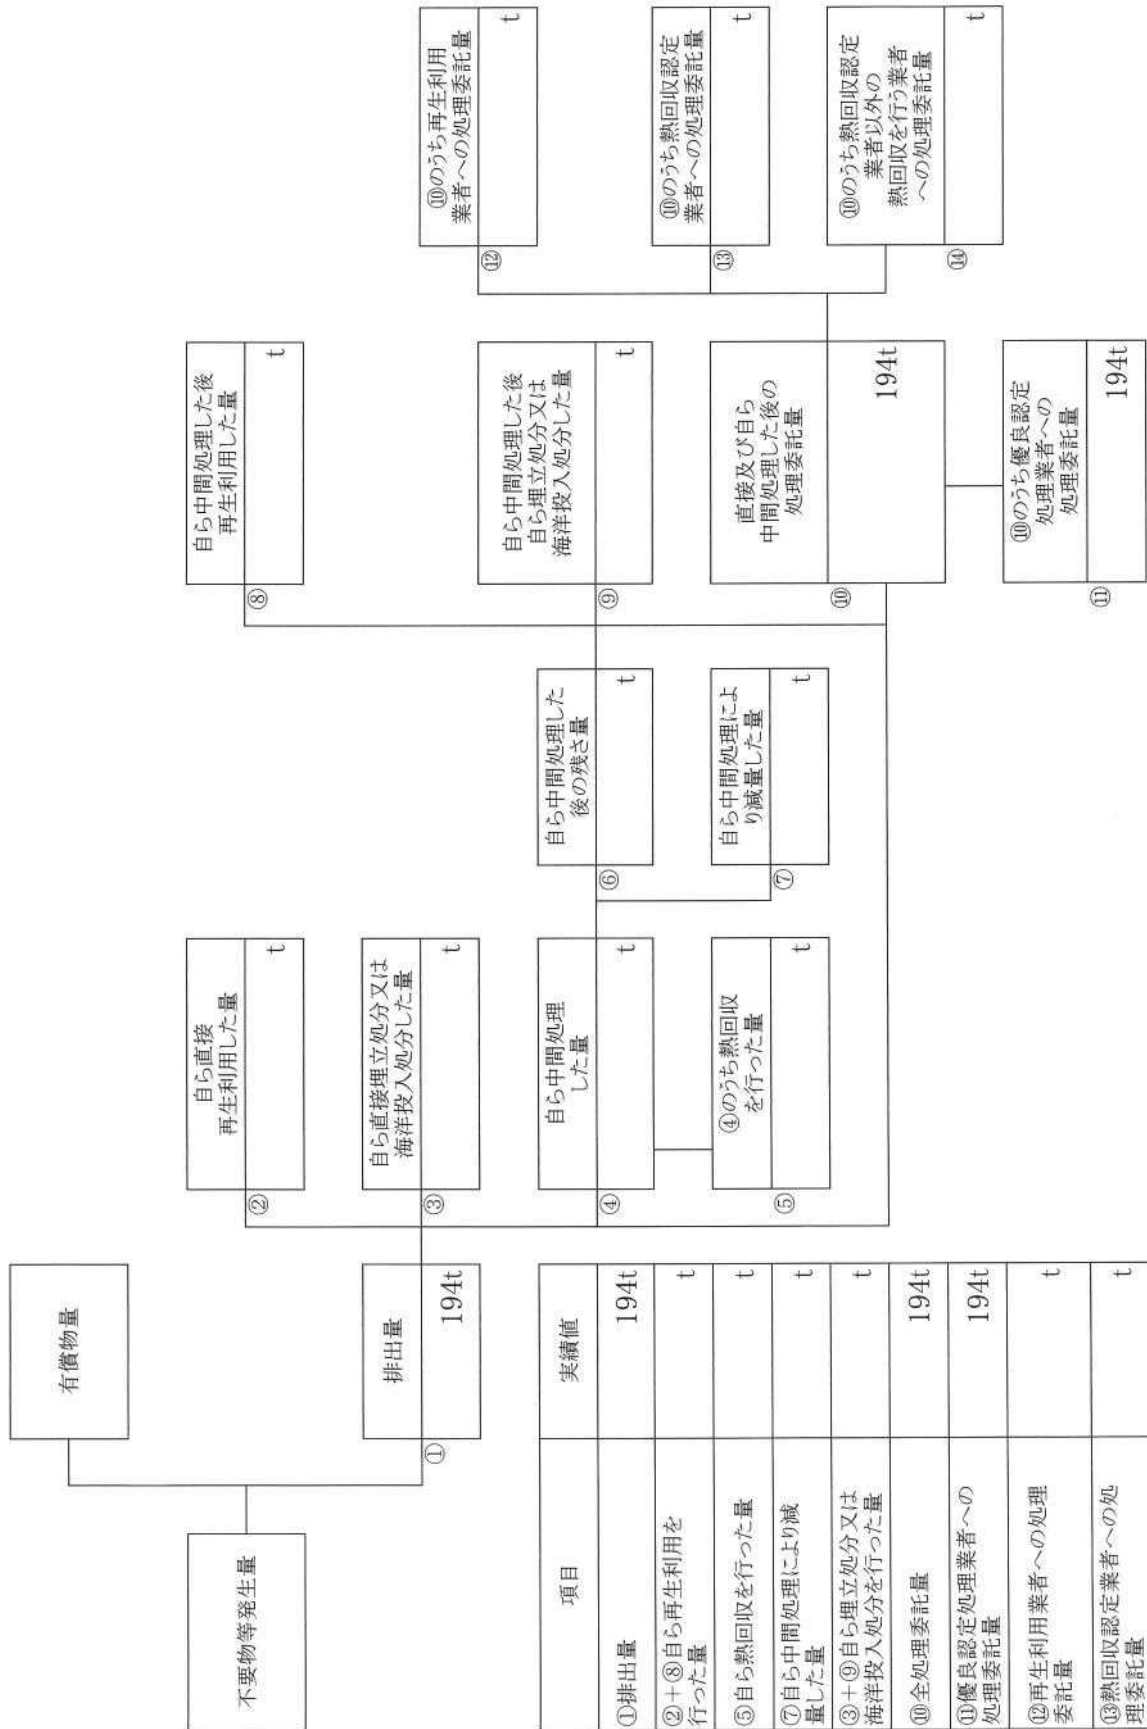 不要物等発生量
有償物量
①
排出量
194t
②
自ら直接
再生利用した量
t
③
自ら直接埋立処分又は
海洋投入処分した量
t
④
自ら中間処理
した量
t
⑤
④のうち熱回収
を行った量
t
⑥
自ら中間処理した
後の残さ量
t
⑦
自ら中間処理によ
り減量した量
t
⑧
自ら中間処理した後
再生利用した量
t
⑨
自ら中間処理した後
自ら埋立処分又は
海洋投入処分した量
t
⑩
直接及び自ら
中間処理した後の
処理委託量
194t
⑪
⑩のうち優良認定
処理業者への
処理委託量
194t
⑫
⑩のうち再生利用
業者への処理委託量
t
⑬
⑩のうち熱回収認定
業者への処理委託量
t
⑭
⑩のうち熱回収認定
業者以外の
熱回収を行う業者
への処理委託量
t
項目 実績値
①排出量 194t
②+⑧自ら再生利用を
行った量 t
⑤自ら熱回収を行った量 t
⑦自ら中間処理により減
量した量 t
③+⑨自ら埋立処分又は
海洋投入処分を行った量 t
⑩全処理委託量 194t
⑪優良認定処理業者への
処理委託量 194t
⑫再生利用業者への処理
委託量 t
⑬熱回収認定業者への処
理委託量 t